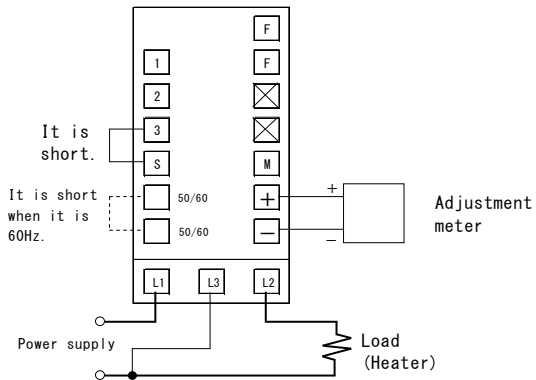 F
1
F
2
3
It is
short.
S
M
It is short
when it is
60Hz.
50/60
+
+
Adjustment
meter
50/60
−
−
L1
L3
L2
Power supply
Load
(Heater)